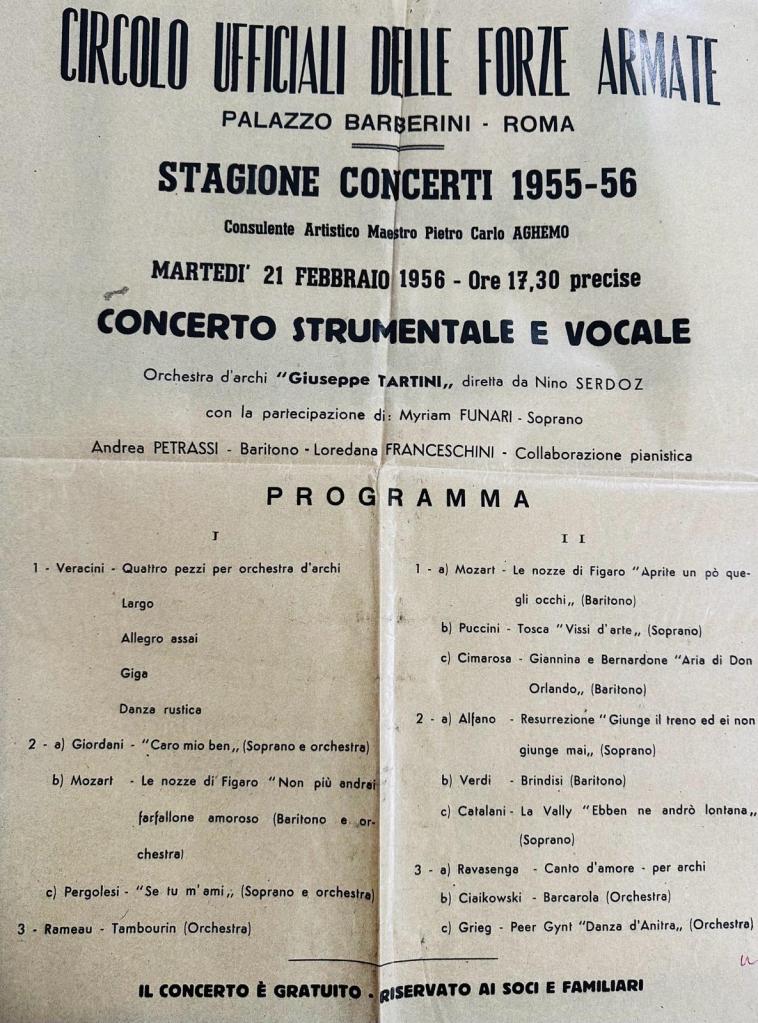 CIRCOLO UFFICIALI DELLE FORZE ARMATE
PALAZZO BARBERINI - ROMA
STAGIONE CONCERTI 1955-56
Consulente Artistico Maestro Pietro Carlo AGHEMO
MARTEDI' 21 FEBBRAIO 1956 - Ore 17,30 precise
CONCERTO STRUMENTALE E VOCALE
Orchestra d'archi "Giuseppe TARTINI„ diretta da Nino SERDOZ
con la partecipazione di: Myriam FUNARI - Soprano
Andrea PETRASSI - Baritono - Loredana FRANCESCHINI - Collaborazione pianistica
PROGRAMMA
I
1 - Veracini - Quattro pezzi per orchestra d'archi
Largo
Allegro assai
Giga
Danza rustica
2 - a) Giordani - "Caro mio ben„ (Soprano e orchestra)
b) Mozart - Le nozze di Figaro "Non più andrai
farfallone amoroso (Baritono e or-
chestra)
c) Pergolesi - "Se tu m'ami„ (Soprano e orchestra)
3 - Rameau - Tambourin (Orchestra)
II
1 - a) Mozart - Le nozze di Figaro "Aprite un pò que-
gli occhi„ (Baritono)
b) Puccini - Tosca "Vissi d'arte„ (Soprano)
c) Cimarosa - Giannina e Bernardone "Aria di Don
Orlando„ (Baritono)
2 - a) Alfano - Resurrezione "Giunge il treno ed ei non
giunge mai„ (Soprano)
b) Verdi - Brindisi (Baritono)
c) Catalani - La Vally "Ebben ne andrò lontana„
(Soprano)
3 - a) Ravasenga - Canto d'amore - per archi
b) Ciaikowski - Barcarola (Orchestra)
c) Grieg - Peer Gynt "Danza d'Anitra„ (Orchestra)
IL CONCERTO È GRATUITO - RISERVATO AI SOCI E FAMILIARI